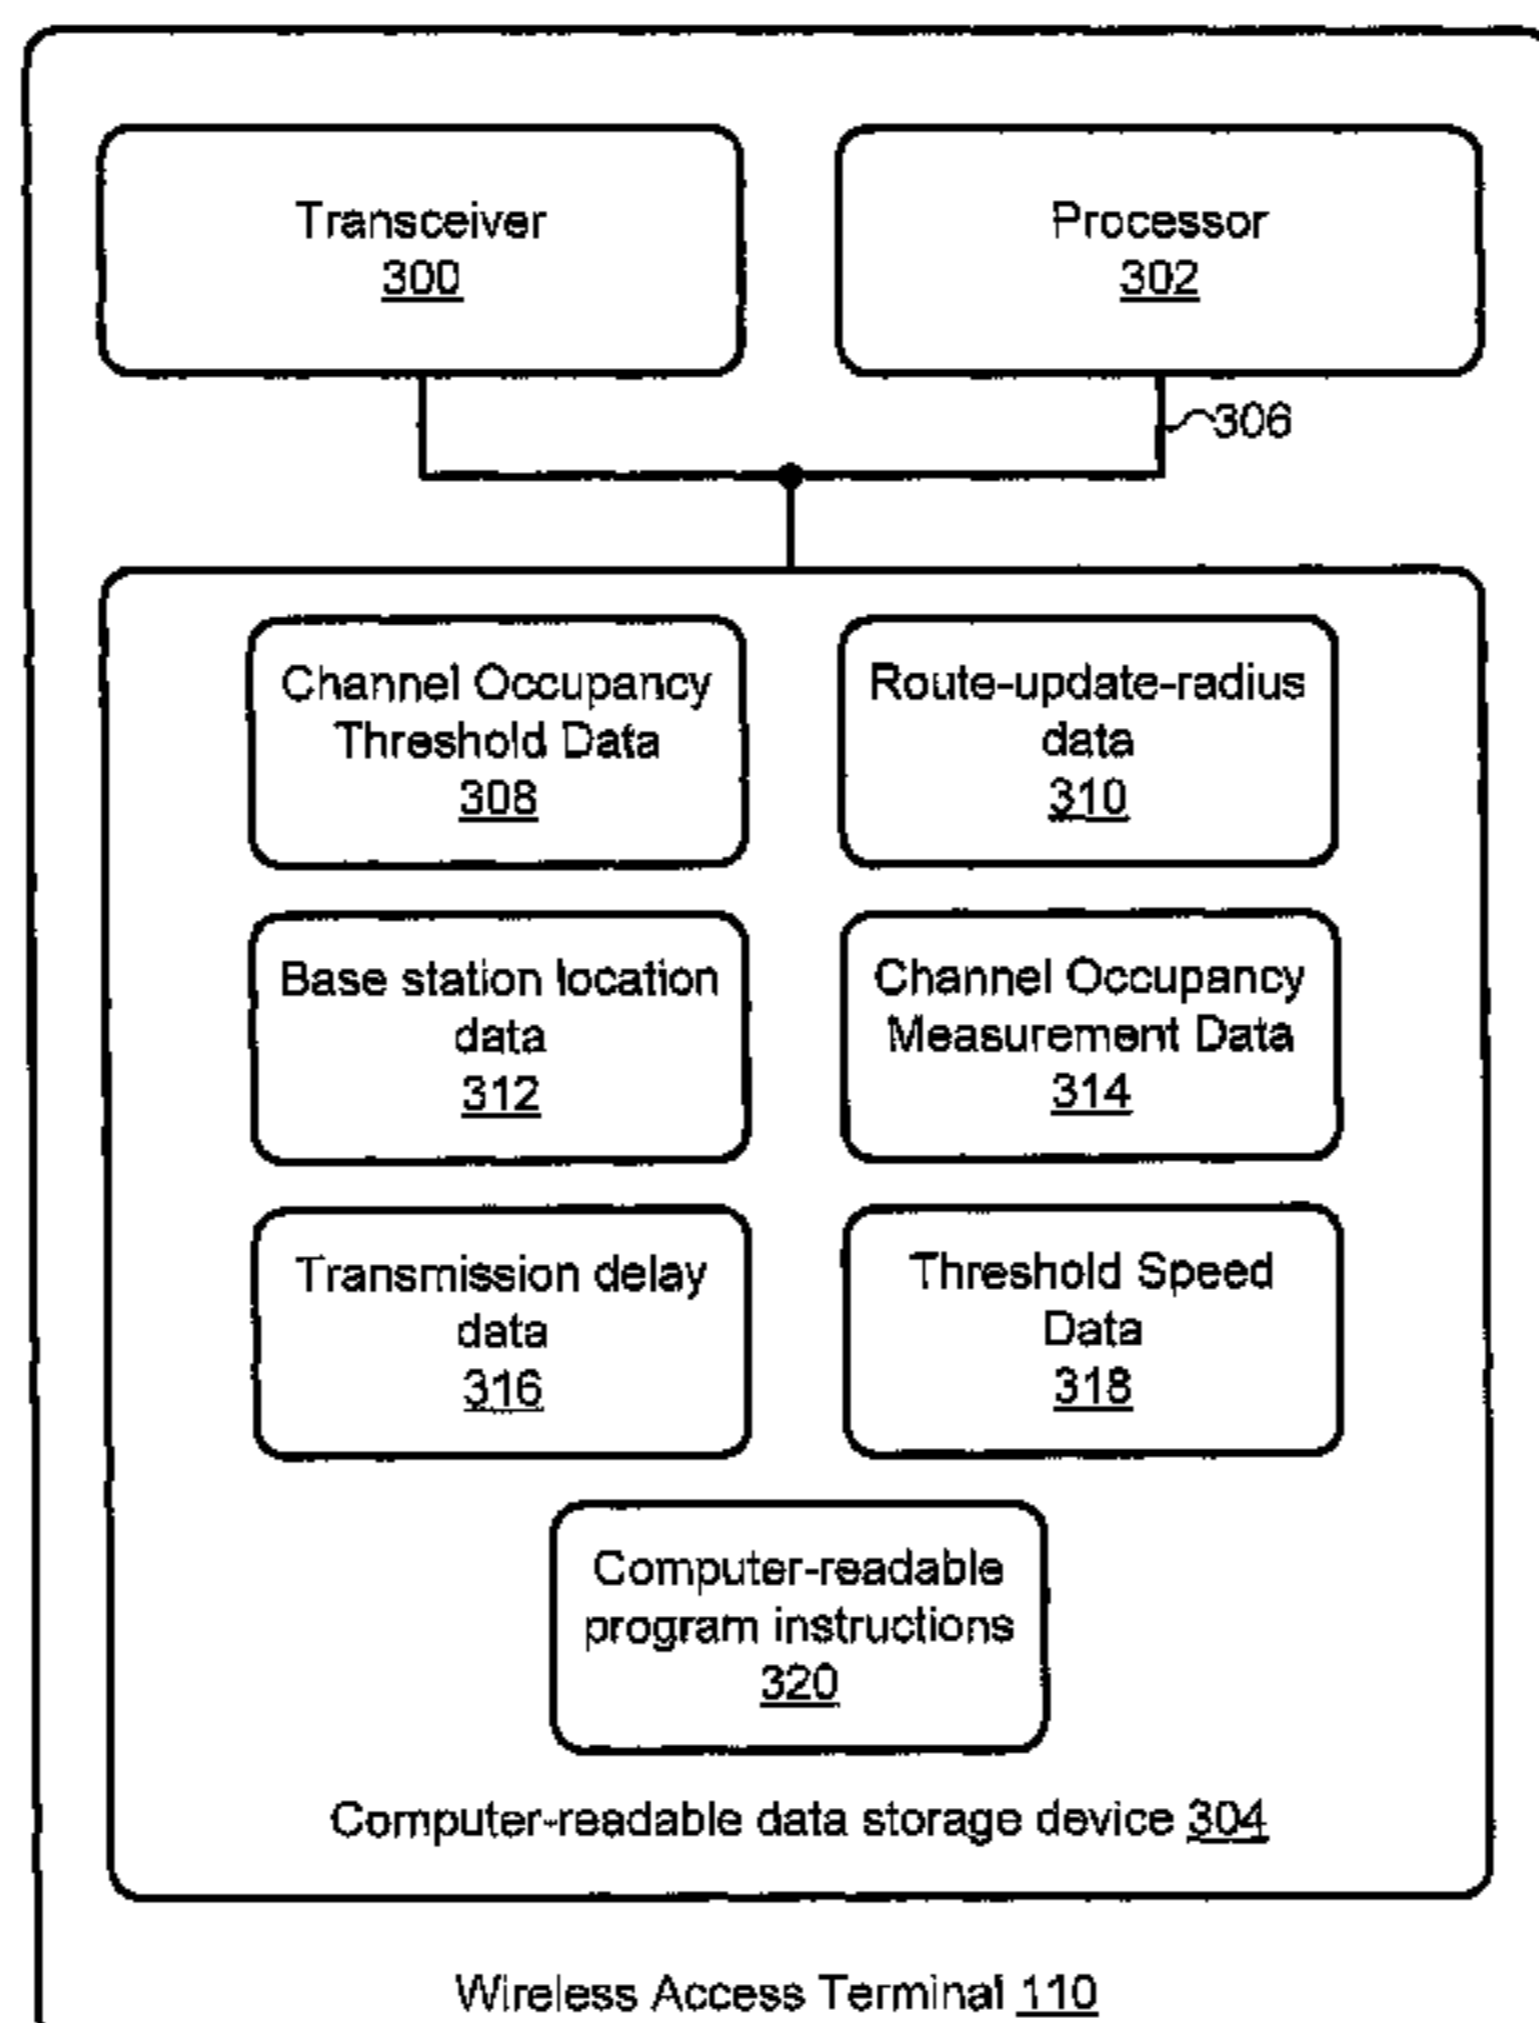 Transceiver
300
Processor
302
306
Channel Occupancy
Threshold Data
308
Route-update-radius
data
310
Base station location
data
312
Channel Occupancy
Measurement Data
314
Transmission delay
data
316
Threshold Speed
Data
318
Computer-readable
program instructions
320
Computer-readable data storage device 304
Wireless Access Terminal 110